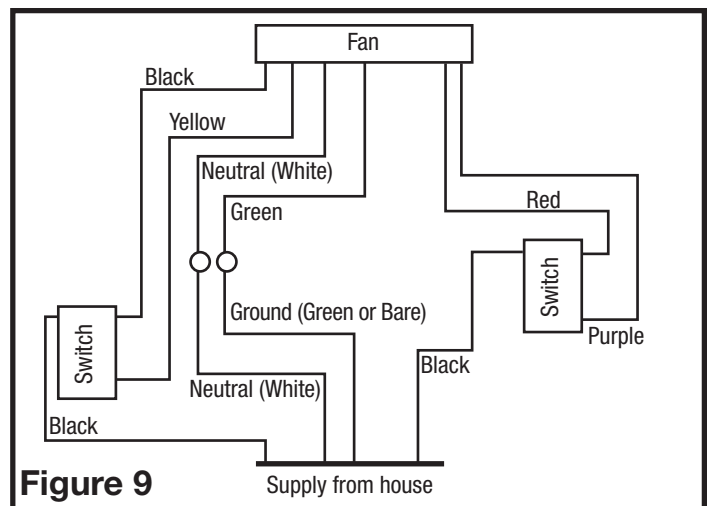 Fan
Black
Yellow
Neutral (White)
Red
Green
Switch
Ground (Green or Bare)
Switch
Purple
Black
Neutral (White)
Black
Figure 9
Supply from house